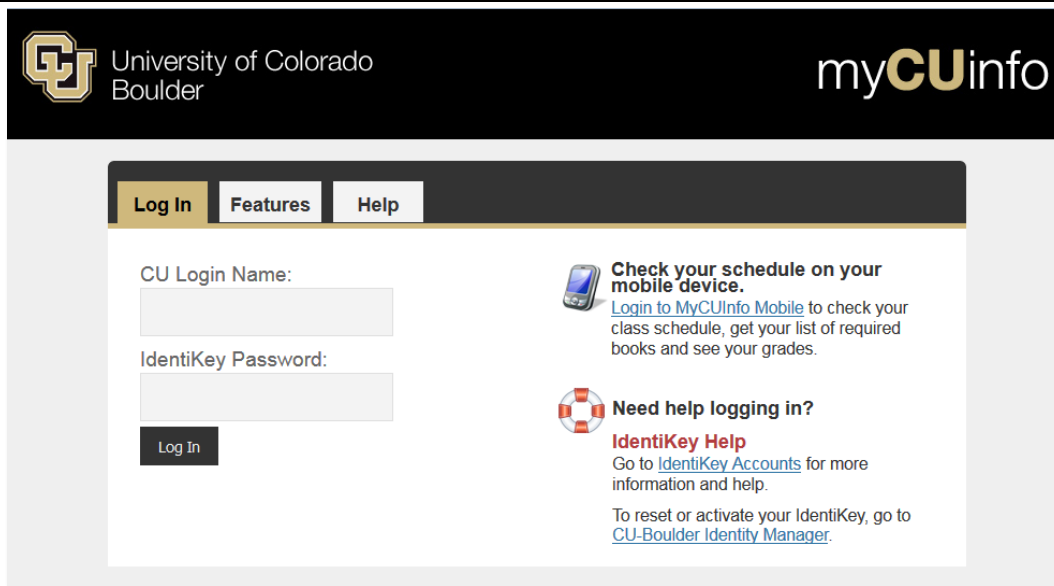 CU
University of Colorado
Boulder
myCUinfo
Log In
Features
Help
CU Login Name:
IdentiKey Password:
Log In
Check your schedule on your
mobile device.
Login to MyCUInfo Mobile to check your
class schedule, get your list of required
books and see your grades.
Need help logging in?
IdentiKey Help
Go to IdentiKey Accounts for more
information and help.
To reset or activate your IdentiKey, go to
CU-Boulder Identity Manager.